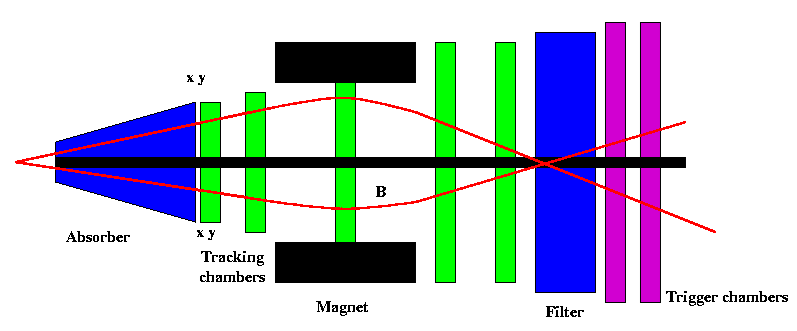 x y
B
x y
Absorber
Tracking
chambers
Magnet
Trigger chambers
Filter